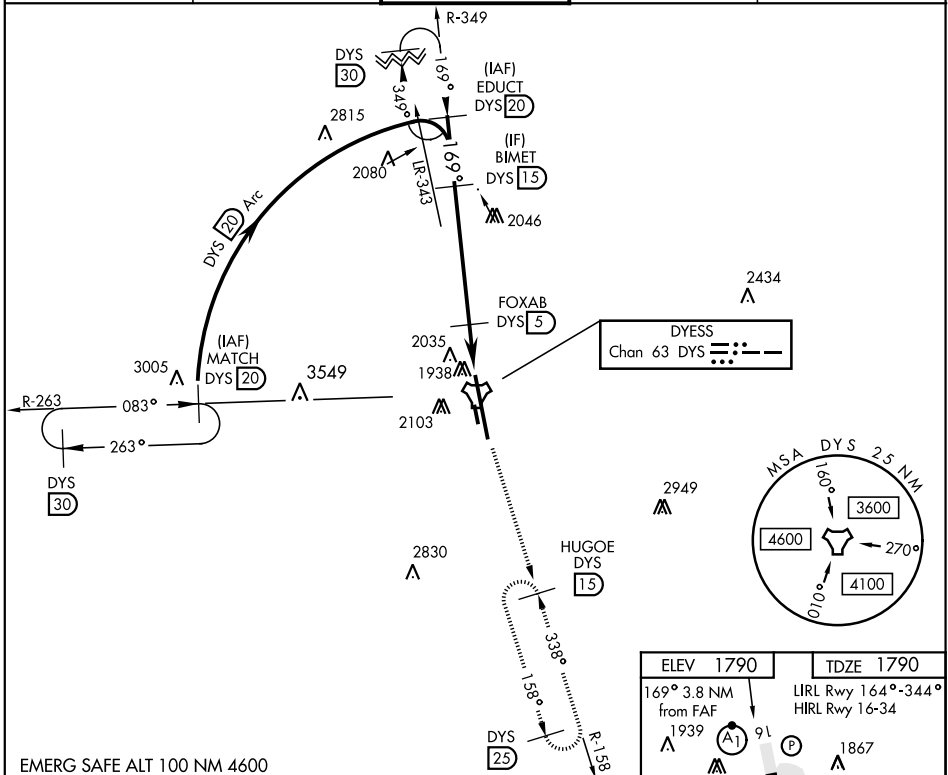 R-349
DYS
30
169°
349°
(IAF)
EDUCT
DYS 20
2815
(IF)
BIMET
DYS 15
169°
2080
LR-343
2046
DYS 20 Arc
2434
FOXAB
DYS 5
DYESS
Chan 63 DYS
2035
1938
(IAF)
MATCH
DYS 20
3005
3549
R-263
083°
2103
263°
DYS
30
MSA DYS 25 NM
160°
3600
4600
270°
4100
010°
2949
HUGOE
DYS
15
2830
338°
158°
ELEV 1790
TDZE 1790
169° 3.8 NM
from FAF
LIRL Rwy 164°-344°
HIRL Rwy 16-34
1939
A1
16
P
1867
DYS
25
R-158
EMERG SAFE ALT 100 NM 4600